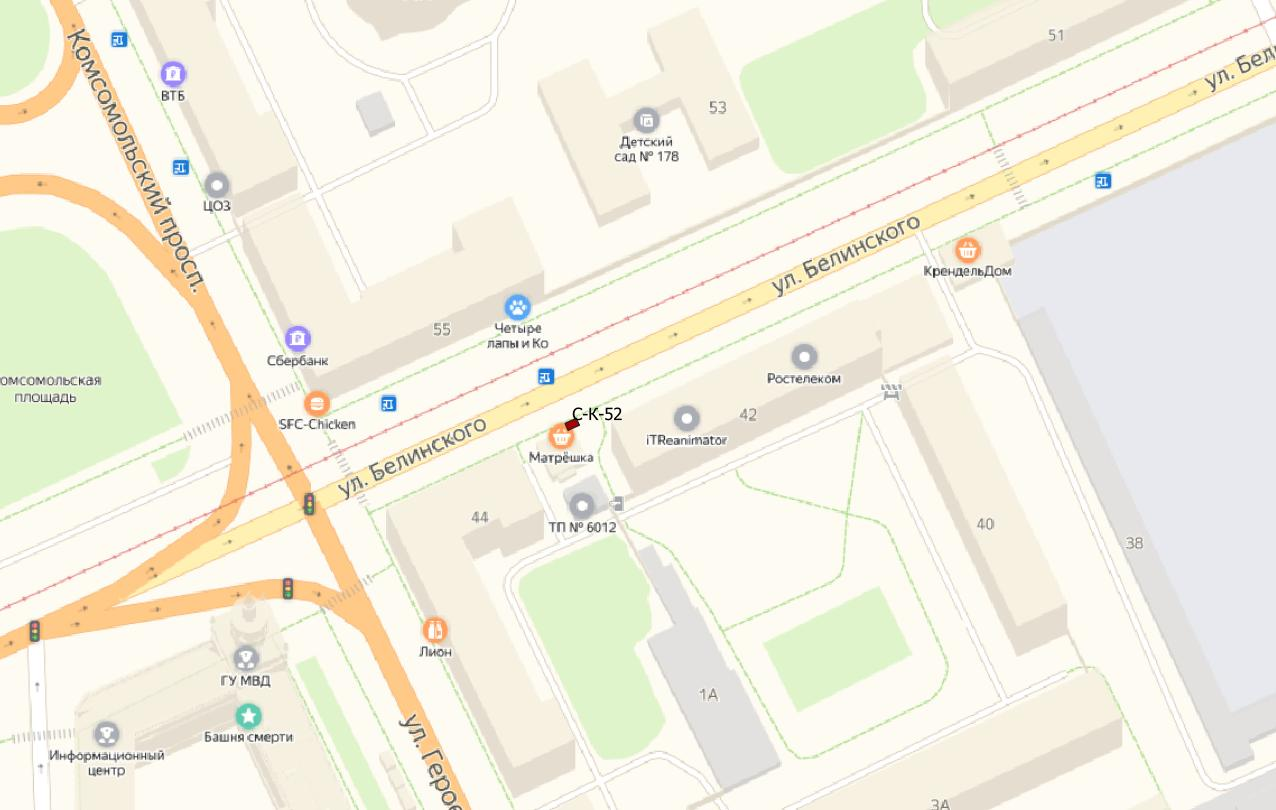 51
Комсомольский просп.
ВТБ
ул. Бел
53
Детский
сад № 178
ЦОЗ
ул. Белинского
КрендельДом
55
Четыре
лапы и Ко
Сбербанк
омсомольская
площадь
Ростелеком
SFC-Chicken
С-К-52
42
iTReanimator
ул. Белинского
Матрёшка
44
ТП № 6012
40
38
Лион
ГУ МВД
1А
Башня смерти
Информационный
центр
ул. Герое
3А